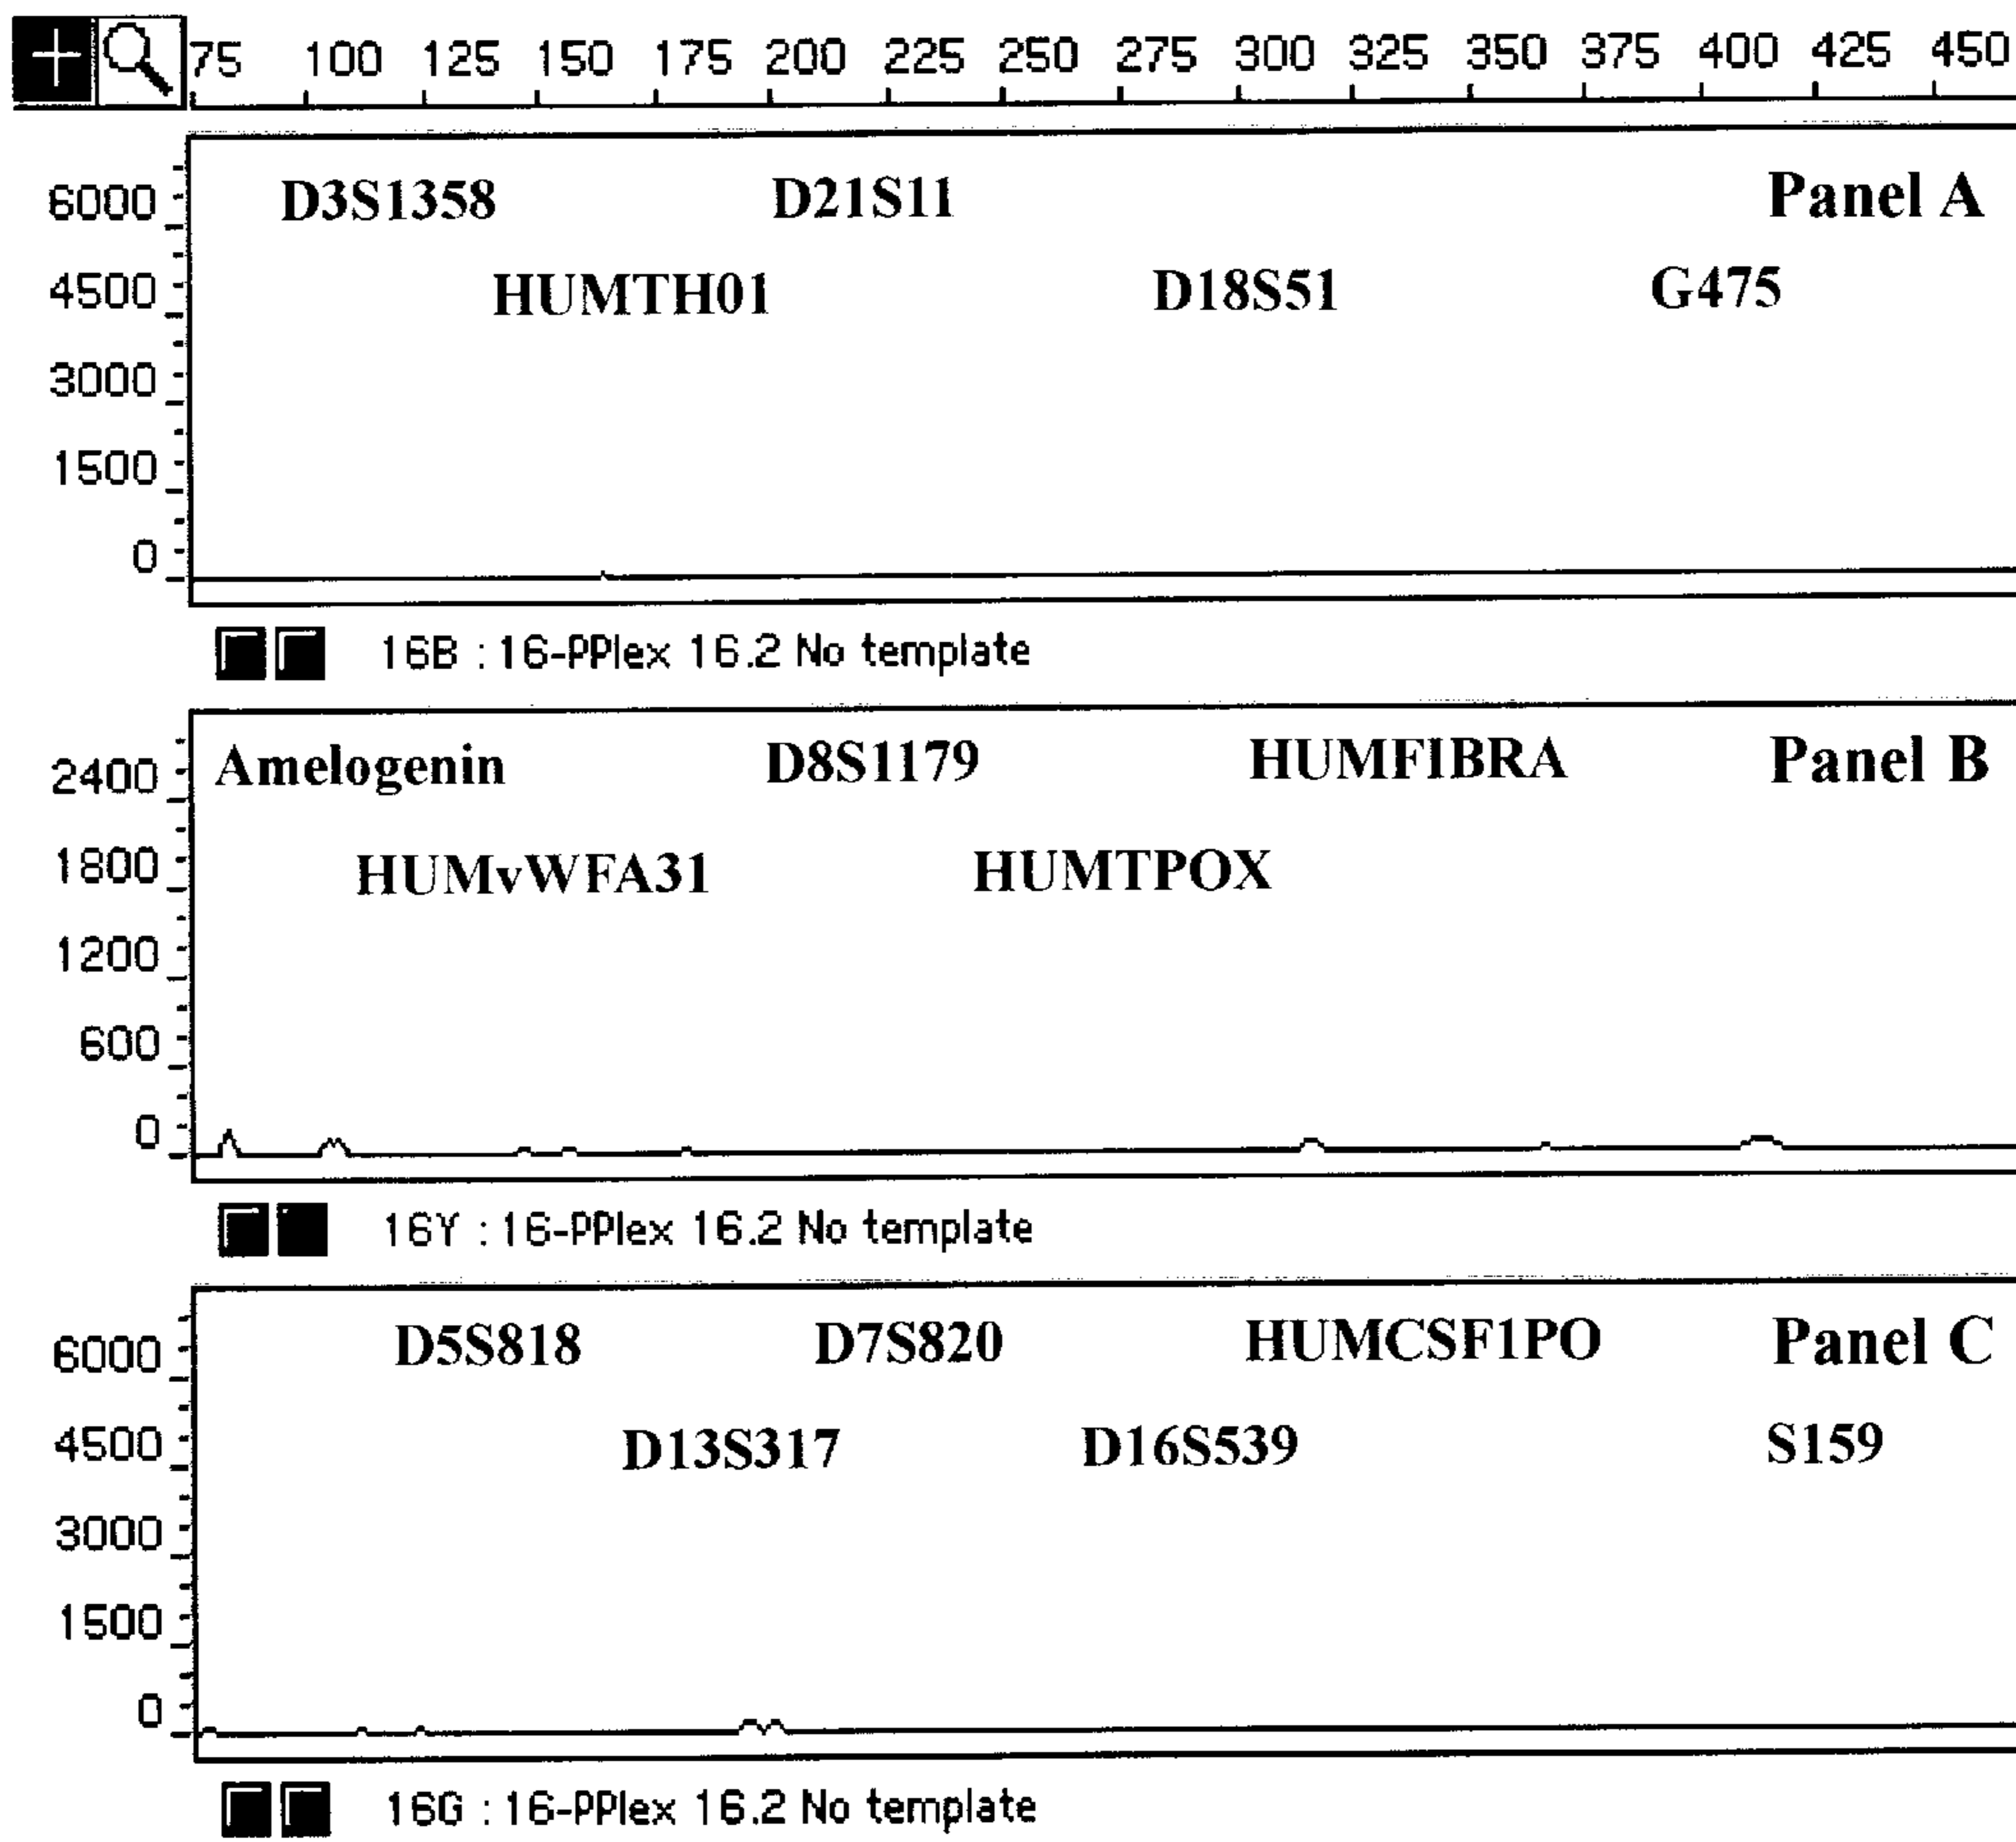 75 100 125 150 175 200 225 250 275 300 325 350 375 400 425 450
6000 D3S1358 D21S11 Panel A
4500 HUMTH01 D18S51 G475
3000
1500
0
16B : 16-PPlex 16.2 No template
2400 Amelogenin D8S1179 HUMFIBRA Panel B
1800 HUMvWFA31 HUMTPOX
1200
600
0
16Y : 16-PPlex 16.2 No template
6000 D5S818 D7S820 HUMCSF1PO Panel C
4500 D13S317 D16S539 S159
3000
1500
0
16G : 16-PPlex 16.2 No template